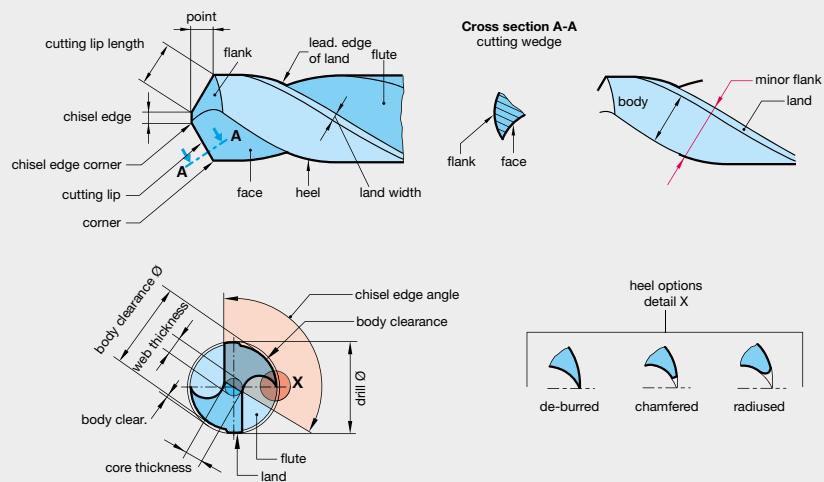 point
cutting lip length
flank
lead. edge
of land
flute
chisel edge
chisel edge corner
A
A
cutting lip
corner
face
heel
land width
Cross section A-A
cutting wedge
flank
face
body
minor flank
land
body clearance Ø
web thickness
chisel edge angle
body clearance
X
drill Ø
body clear.
core thickness
flute
land
heel options
detail X
de-burred
chamfered
radiused